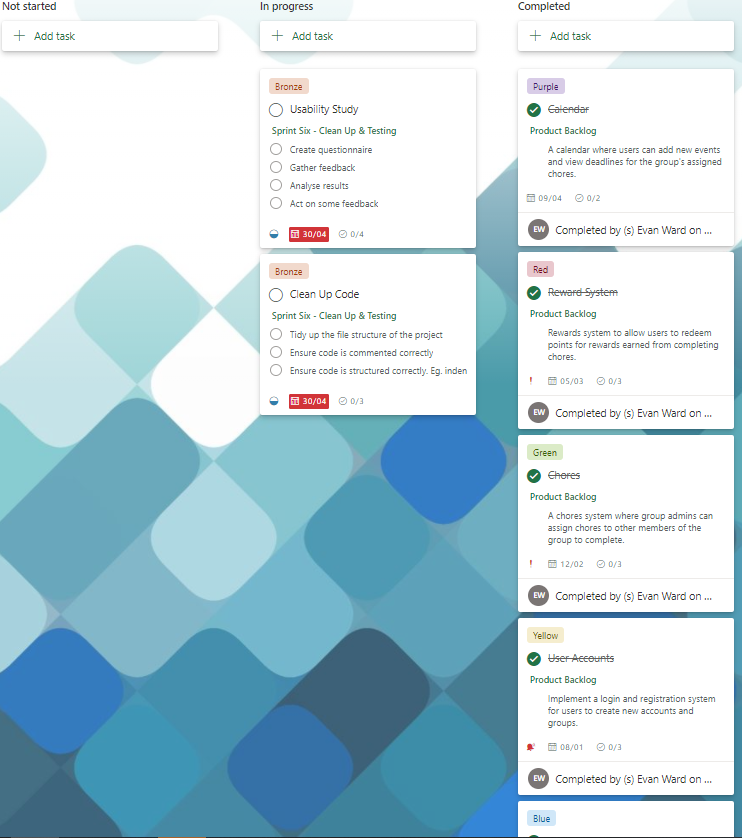 Not started
Add task
In progress
Add task
Bronze
Usability Study
Sprint Six - Clean Up & Testing
Create questionnaire
Gather feedback
Analyse results
Act on some feedback
30/04
0/4
Bronze
Clean Up Code
Sprint Six - Clean Up & Testing
Tidy up the file structure of the project
Ensure code is commented correctly
Ensure code is structured correctly. Eg. inden
30/04
0/3
Completed
Add task
Purple
Calendar
Product Backlog
A calendar where users can add new events
and view deadlines for the group's assigned
chores.
09/04
0/2
EW
Completed by (s) Evan Ward on ...
Red
Reward System
Product Backlog
Rewards system to allow users to redeem
points for rewards earned from completing
chores.
05/03
0/3
EW
Completed by (s) Evan Ward on ...
Green
Chores
Product Backlog
A chores system where group admins can
assign chores to other members of the
group to complete.
12/02
0/3
EW
Completed by (s) Evan Ward on ...
Yellow
User Accounts
Product Backlog
Implement a login and registration system
for users to create new accounts and
groups.
08/01
0/3
EW
Completed by (s) Evan Ward on ...
Blue